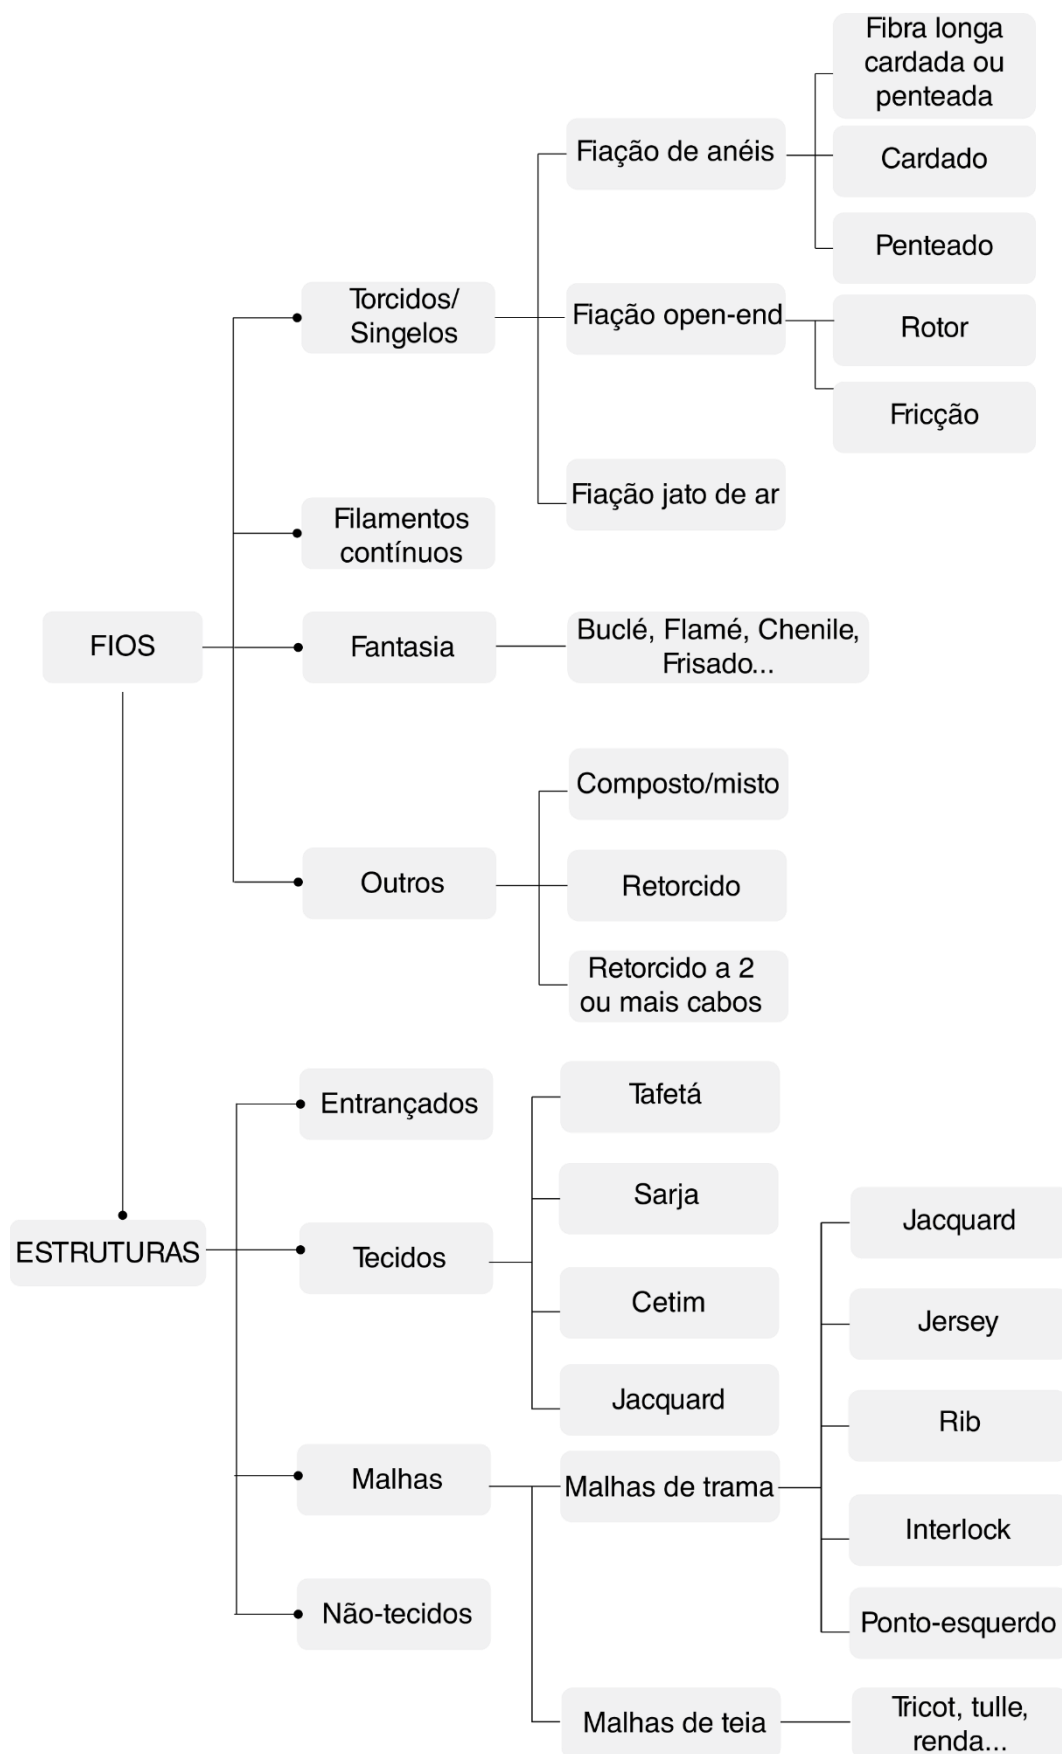 Fibra longa
cardada ou
penteada
Fiação de anéis
Cardado
Penteado
Torcidos/
Singelos
Fiação open-end
Rotor
Fricção
Fiação jato de ar
Filamentos
contínuos
FIOS
Fantasia
Buclé, Flamé, Chenile,
Frisado...
Composto/misto
Outros
Retorcido
Retorcido a 2
ou mais cabos
Entrançados
Tafetá
Sarja
Jacquard
ESTRUTURAS
Tecidos
Cetim
Jersey
Jacquard
Rib
Malhas
Malhas de trama
Interlock
Não-tecidos
Ponto-esquerdo
Malhas de teia
Tricot, tulle,
renda...